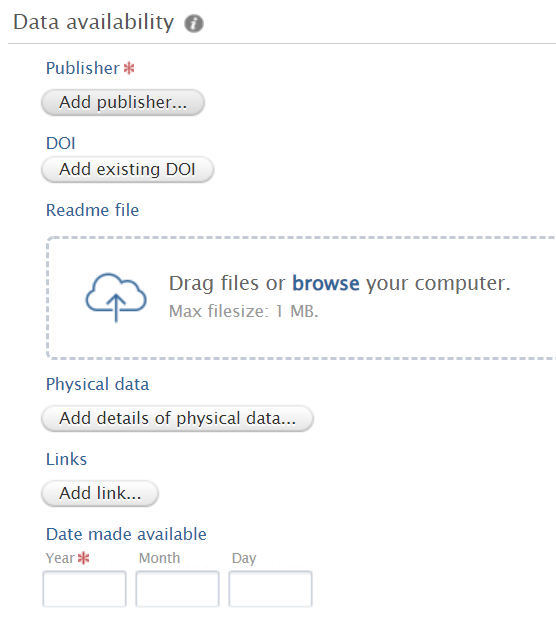 Data availability i
Publisher *
Add publisher...
DOI
Add existing DOI
Readme file
Drag files or browse your computer.
Max filesize: 1 MB.
Physical data
Add details of physical data...
Links
Add link...
Date made available
Year * Month Day